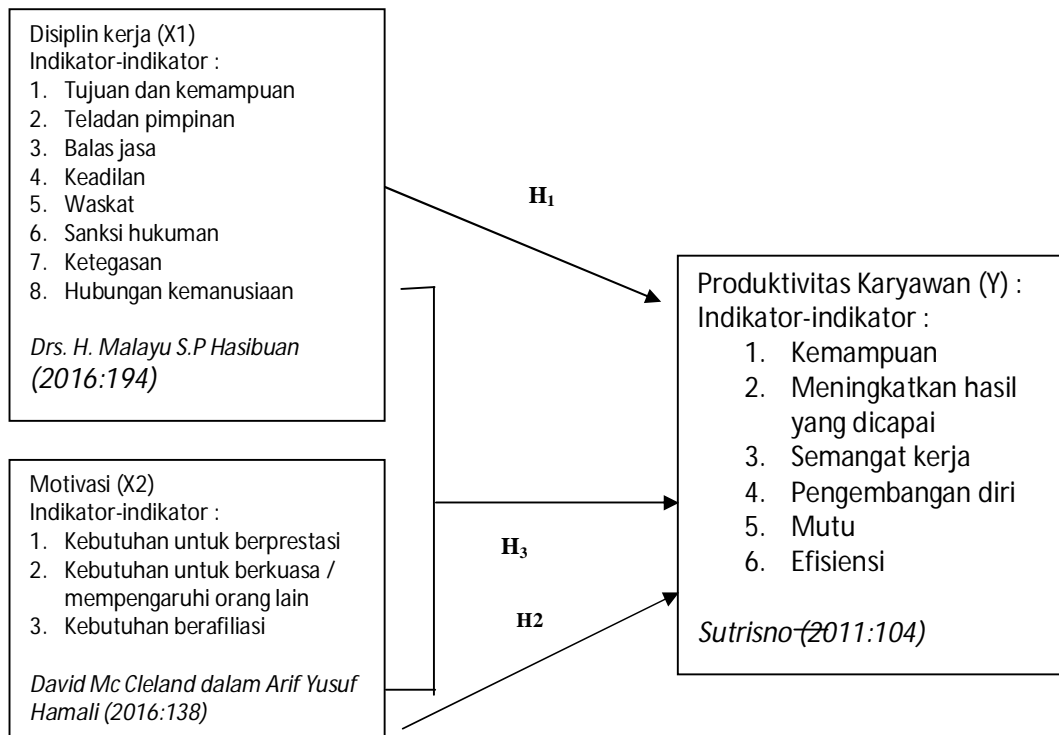 Disiplin kerja (X1)
Indikator-indikator :
1. Tujuan dan kemampuan
2. Teladan pimpinan
3. Balas jasa
4. Keadilan
5. Waskat
6. Sanksi hukuman
7. Ketegasan
8. Hubungan kemanusiaan
Drs. H. Malayu S.P Hasibuan
(2016:194)
H₁
Motivasi (X2)
Indikator-indikator :
1. Kebutuhan untuk berprestasi
2. Kebutuhan untuk berkuasa /
mempengaruhi orang lain
3. Kebutuhan berafiliasi
David Mc Cleland dalam Arif Yusuf
Hamali (2016:138)
H₃
H2
Produktivitas Karyawan (Y) :
Indikator-indikator :
1. Kemampuan
2. Meningkatkan hasil
yang dicapai
3. Semangat kerja
4. Pengembangan diri
5. Mutu
6. Efisiensi
Sutrisno (2011:104)